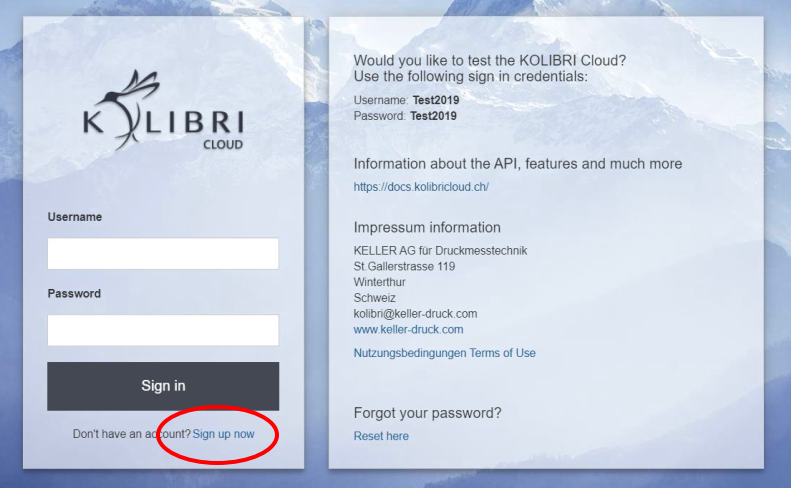 KOLIBRI
CLOUD
Username
Password
Sign in
Don't have an account? Sign up now
Would you like to test the KOLIBRI Cloud?
Use the following sign in credentials:
Username: Test2019
Password: Test2019
Information about the API, features and much more
https://docs.kolibricloud.ch/
Impressum information
KELLER AG für Druckmesstechnik
St.Gallerstrasse 119
Winterthur
Schweiz
kolibri@keller-druck.com
www.keller-druck.com
Nutzungsbedingungen Terms of Use
Forgot your password?
Reset here